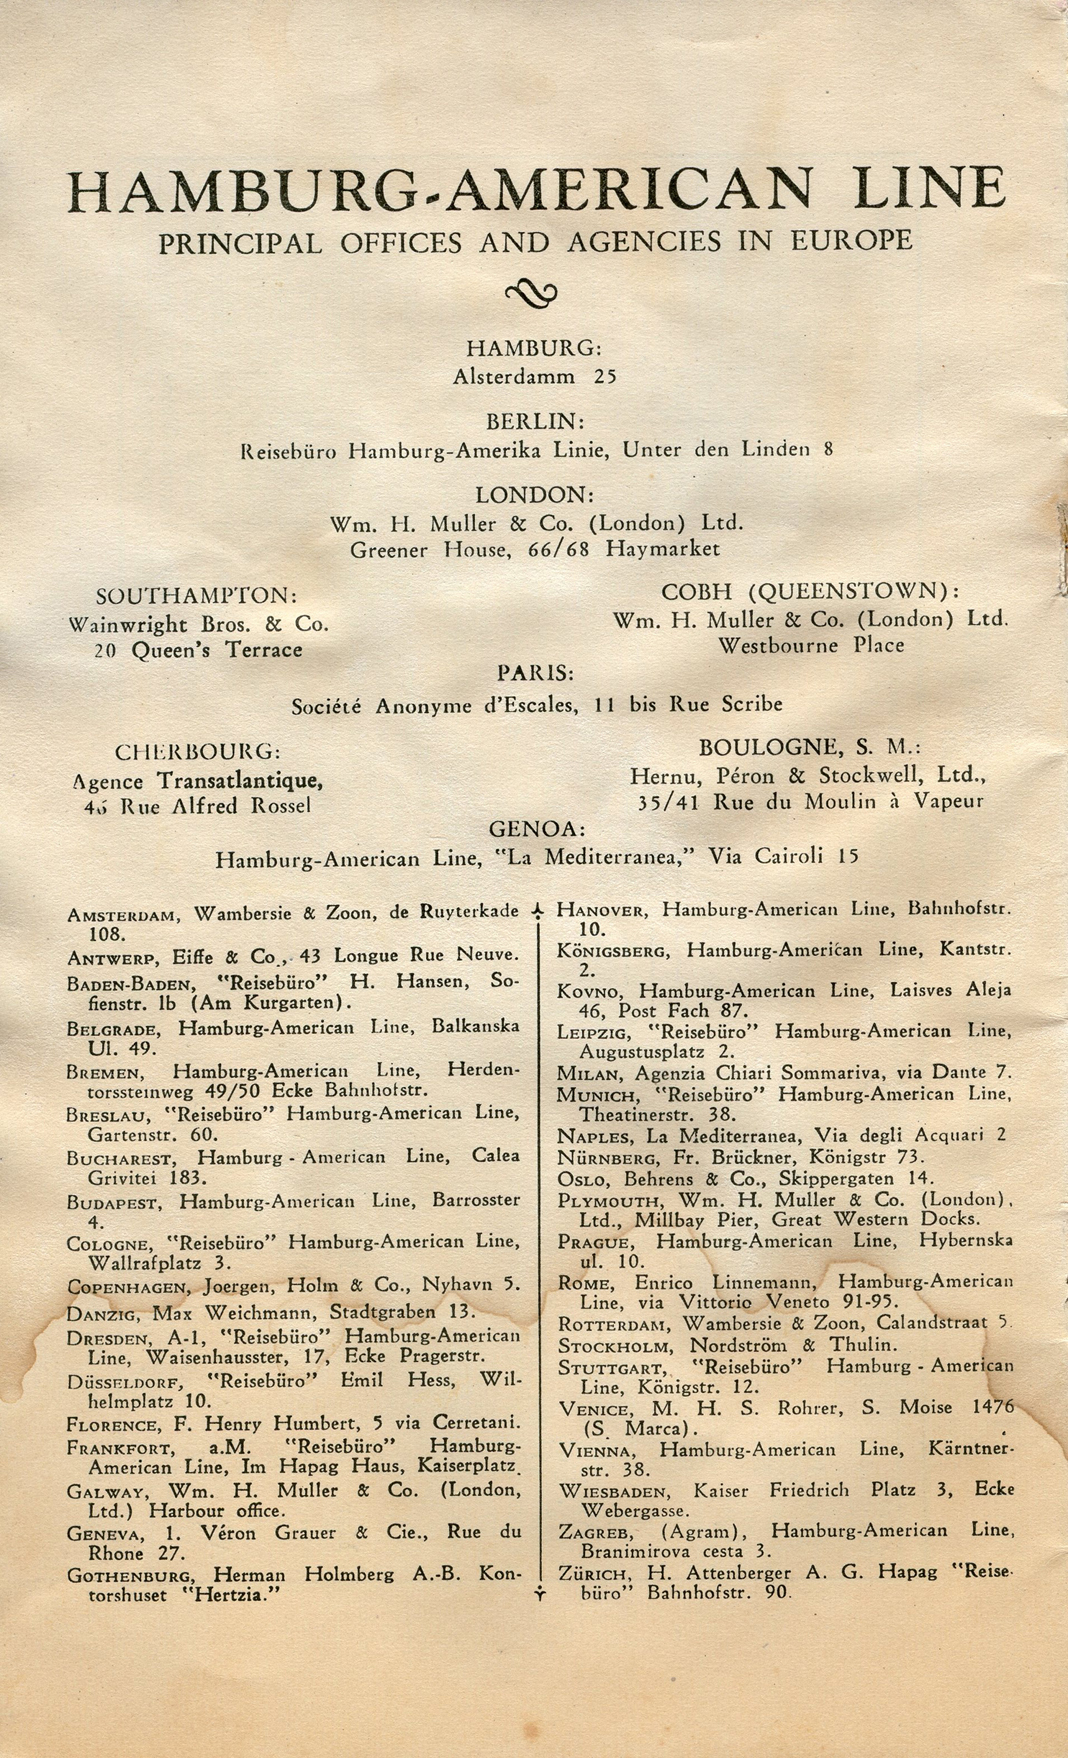 HAMBURG-AMERICAN LINE
PRINCIPAL OFFICES AND AGENCIES IN EUROPE
HAMBURG:
Alsterdamm 25
BERLIN:
Reisebüro Hamburg-Amerika Linie, Unter den Linden 8
LONDON:
Wm. H. Muller & Co. (London) Ltd.
Greener House, 66/68 Haymarket
SOUTHAMPTON:
Wainwright Bros. & Co.
20 Queen's Terrace
COBH (QUEENSTOWN):
Wm. H. Muller & Co. (London) Ltd.
Westbourne Place
PARIS:
Société Anonyme d'Escales, 11 bis Rue Scribe
CHERBOURG:
Agence Transatlantique,
Rue Alfred Rossel
BOULOGNE, S. M.:
Hernu, Péron & Stockwell, Ltd.,
35/41 Rue du Moulin à Vapeur
GENOA:
Hamburg-American Line, "La Mediterranea," Via Cairoli 15
AMSTERDAM, Wambersie & Zoon, de Ruyterkade
108.
ANTWERP, Eiffe & Co., 43 Longue Rue Neuve.
BADEN-BADEN, "Reisebüro" H. Hansen, So-
fienstr. lb (Am Kurgarten).
BELGRADE, Hamburg-American Line, Balkanska
Ul. 49.
BREMEN, Hamburg-American Line, Herden-
torssteinweg 49/50 Ecke Bahnhofstr.
BRESLAU, "Reisebüro" Hamburg-American Line,
Gartenstr. 60.
BUCHAREST, Hamburg-American Line, Calea
Grivitei 183.
BUDAPEST, Hamburg-American Line, Barrosster
4.
COLOGNE, "Reisebüro" Hamburg-American Line,
Wallrafplatz 3.
COPENHAGEN, Joergen, Holm & Co., Nyhavn 5.
DANZIG, Max Weichmann, Stadtgraben 13.
DRESDEN, A-1, "Reisebüro" Hamburg-American
Line, Waisenhausster, 17, Ecke Pragerstr.
DÜSSELDORF, "Reisebüro" Emil Hess, Wil-
helmplatz 10.
FLORENCE, F. Henry Humbert, 5 via Cerretani.
FRANKFORT, a.M. "Reisebüro" Hamburg-
American Line, Im Hapag Haus, Kaiserplatz.
GALWAY, Wm. H. Muller & Co. (London,
Ltd.) Harbour office.
GENEVA, 1. Véron Grauer & Cie., Rue du
Rhone 27.
GOTHENBURG, Herman Holmberg A.-B. Kon-
torshuset "Hertzia."
HANOVER, Hamburg-American Line, Bahnhofstr.
10.
KÖNIGSBERG, Hamburg-American Line, Kantstr.
2.
KOVNO, Hamburg-American Line, Laisves Aleja
46, Post Fach 87.
LEIPZIG, "Reisebüro" Hamburg-American Line,
Augustusplatz 2.
MILAN, Agenzia Chiari Sommariva, via Dante 7.
MUNICH, "Reisebüro" Hamburg-American Line,
Theatinerstr. 38.
NAPLES, La Mediterranea, Via degli Acquari 2
NÜRNBERG, Fr. Brückner, Königstr 73.
OSLO, Behrens & Co., Skippergaten 14.
PLYMOUTH, Wm. H. Muller & Co. (London),
Ltd., Millbay Pier, Great Western Docks.
PRAGUE, Hamburg-American Line, Hybernska
ul. 10.
ROME, Enrico Linnemann, Hamburg-American
Line, via Vittorio Veneto 91-95.
ROTTERDAM, Wambersie & Zoon, Calandstraat 5.
STOCKHOLM, Nordström & Thulin.
STUTTGART, "Reisebüro" Hamburg-American
Line, Königstr. 12.
VENICE, M. H. S. Rohrer, S. Moise 1476
(S. Marca).
VIENNA, Hamburg-American Line, Kärntner-
str. 38.
WIESBADEN, Kaiser Friedrich Platz 3, Ecke
Webergasse.
ZAGREB, (Agram), Hamburg-American Line,
Branimirova cesta 3.
ZÜRICH, H. Attenberger A. G. Hapag "Reise-
büro" Bahnhofstr. 90.